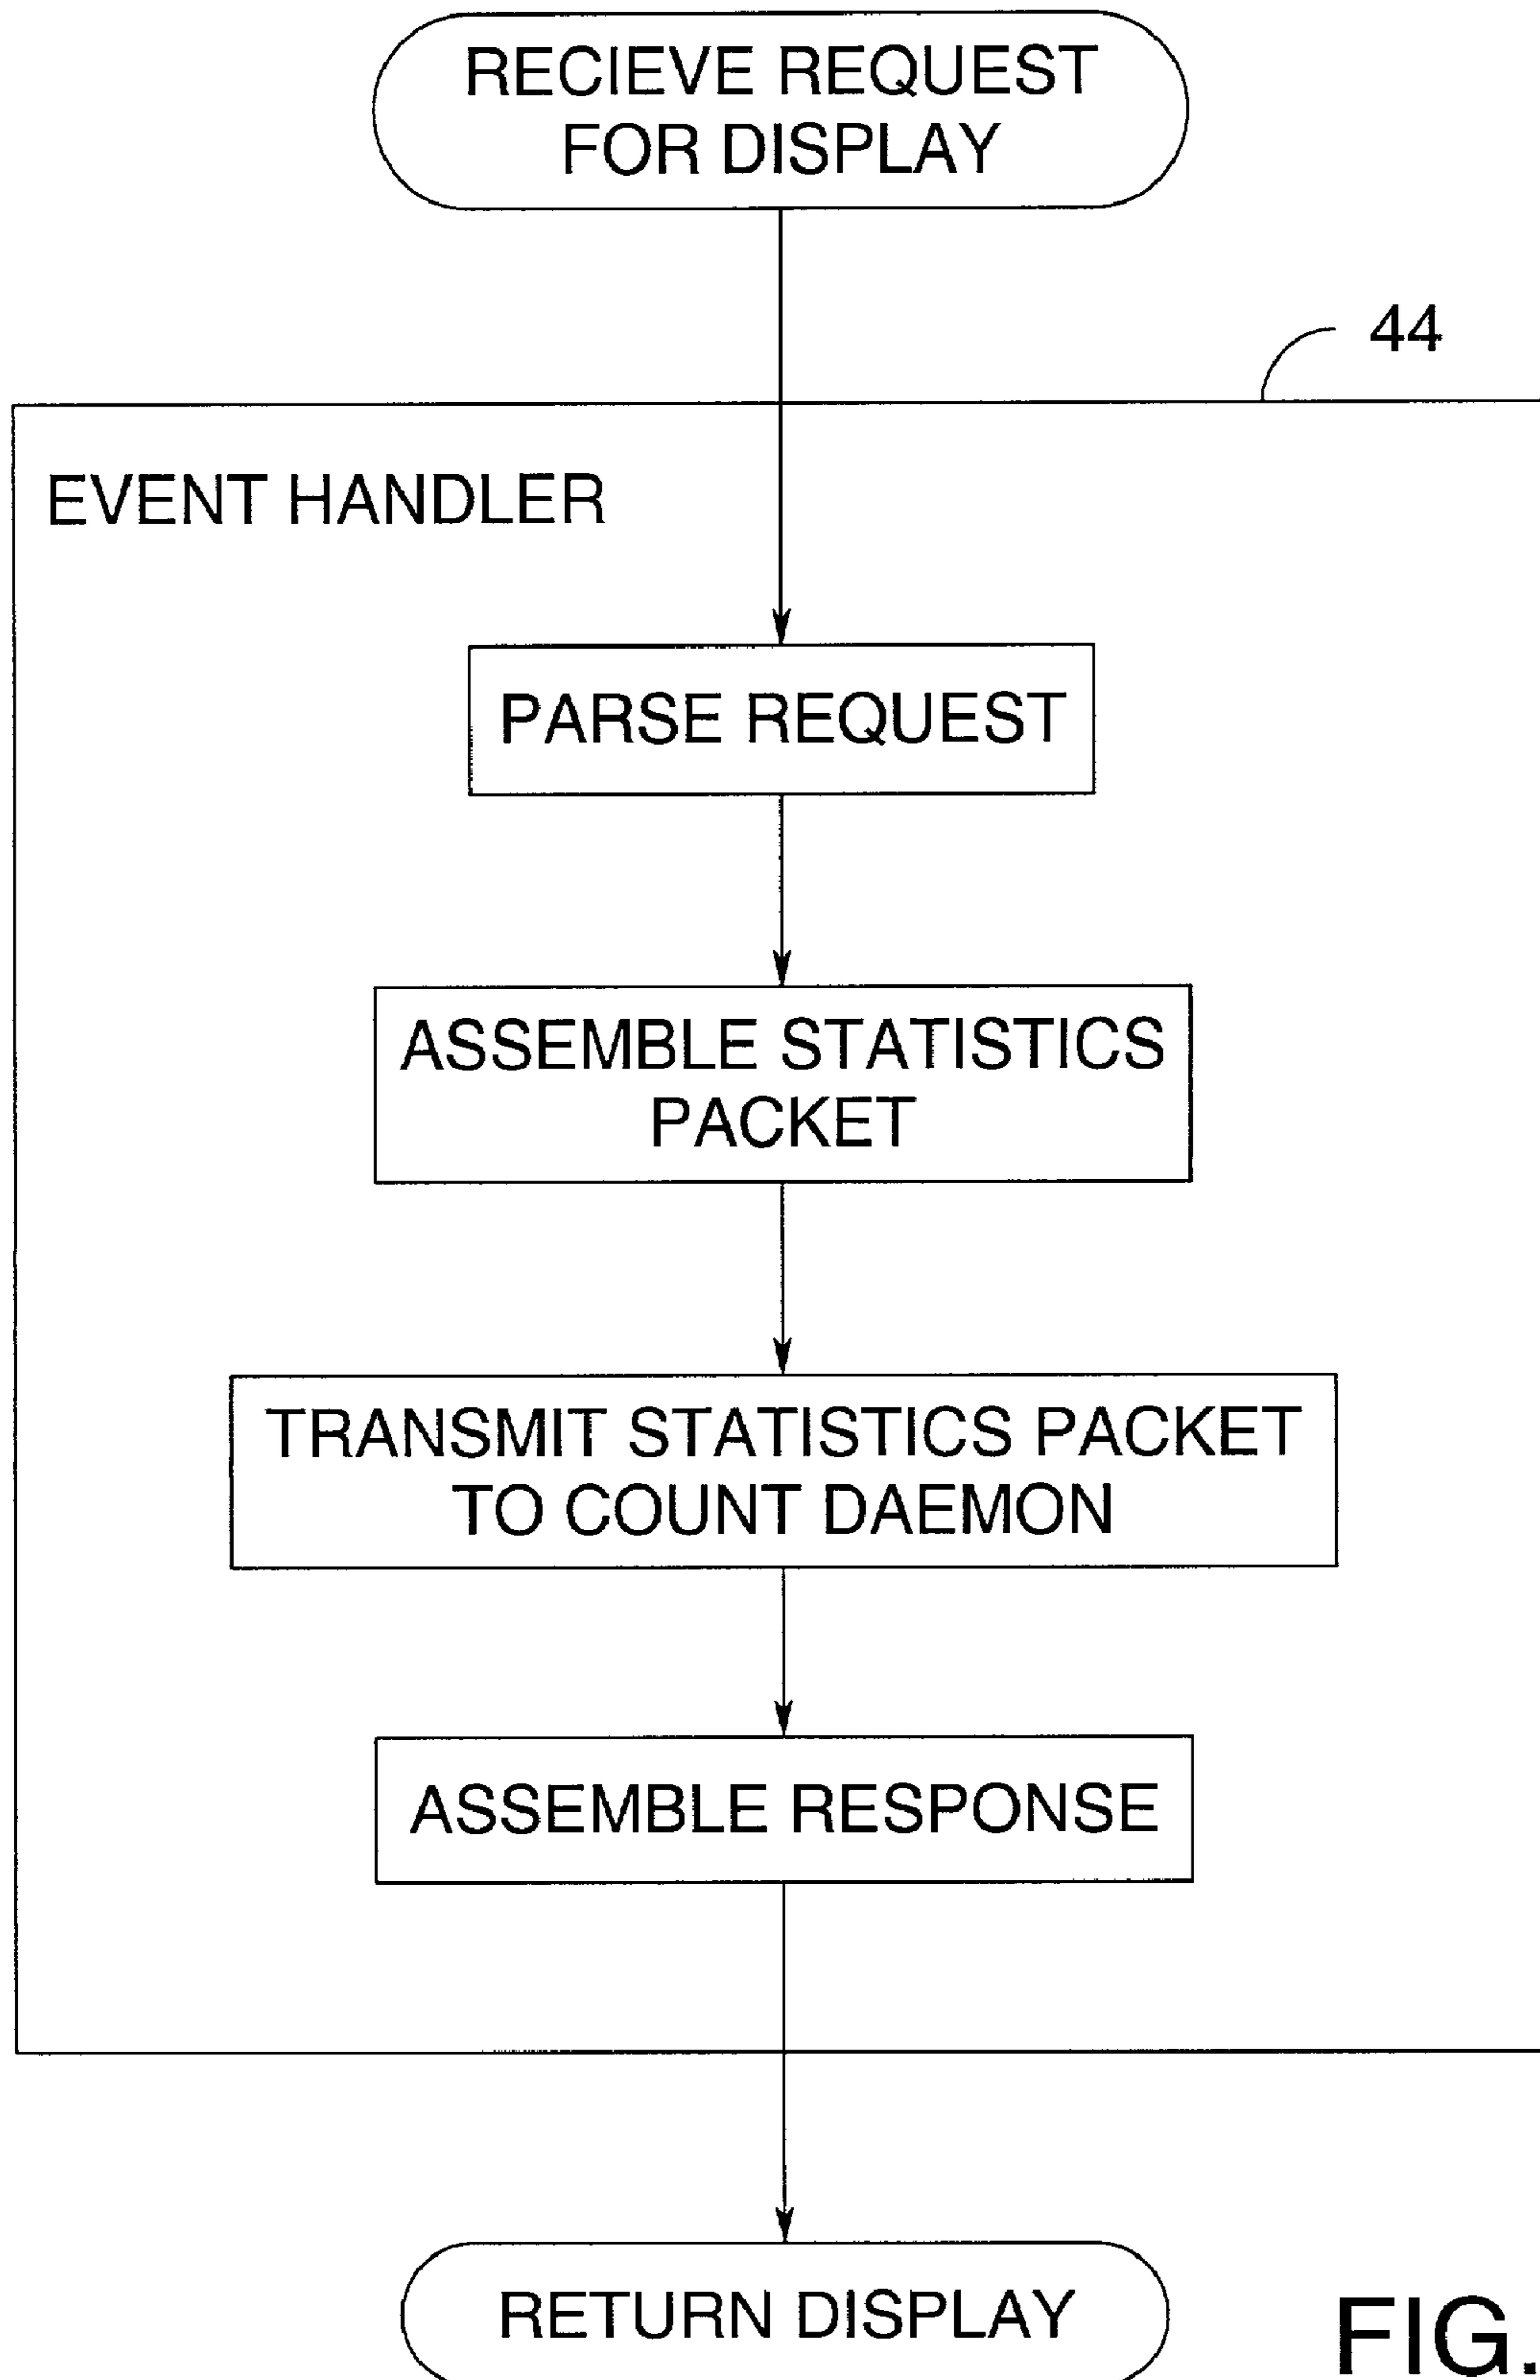 RECIEVE REQUEST
FOR DISPLAY
44
EVENT HANDLER
PARSE REQUEST
ASSEMBLE STATISTICS
PACKET
TRANSMIT STATISTICS PACKET
TO COUNT DAEMON
ASSEMBLE RESPONSE
RETURN DISPLAY
FIG.